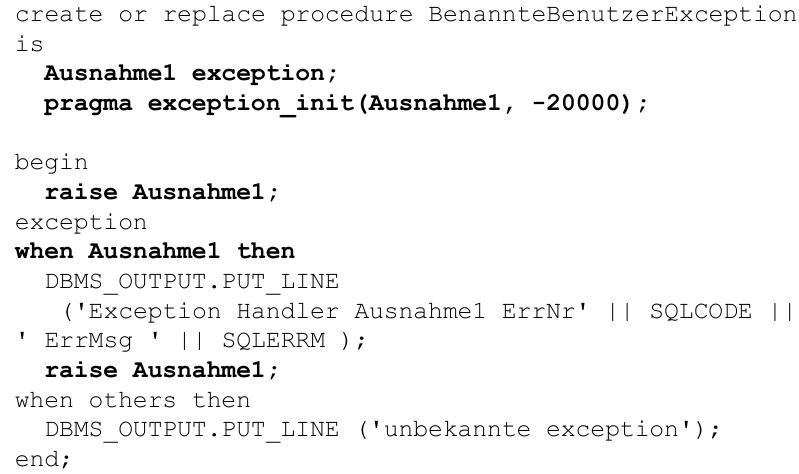 create or replace procedure BenannteBenutzerException
is
Ausnahme1 exception;
pragma exception_init(Ausnahme1, -20000);
begin
raise Ausnahme1;
exception
when Ausnahme1 then
DBMS_OUTPUT.PUT_LINE
('Exception Handler Ausnahme1 ErrNr' || SQLCODE ||
' ErrMsg ' || SQLERRM );
raise Ausnahme1;
when others then
DBMS_OUTPUT.PUT_LINE ('unbekannte exception');
end;